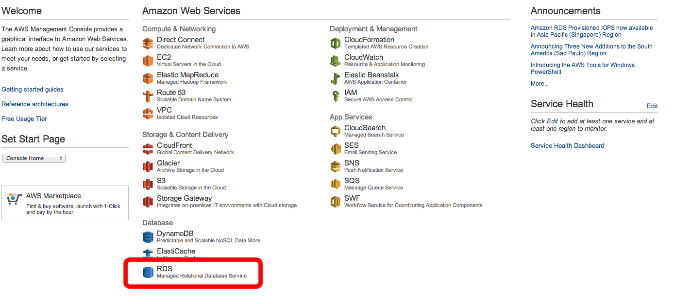 Welcome
The AWS Management Console provides a
graphical interface to Amazon Web Services.
Learn more about how to use our services to
meet your needs, or get started by selecting
a service.
Getting started guides
Reference architectures
Free Usage Tier
Set Start Page
Console Home
AWS Marketplace
Find & buy software, launch with 1-Click
and pay by the hour.
Amazon Web Services
Compute & Networking
Direct Connect
Dedicated Network Connection to AWS
EC2
Virtual Servers in the Cloud
Elastic MapReduce
Managed Hadoop Framework
Route 53
Scalable Domain Name System
VPC
Isolated Cloud Resources
Storage & Content Delivery
CloudFront
Global Content Delivery Network
Glacier
Archive Storage in the Cloud
S3
Scalable Storage in the Cloud
Storage Gateway
Integrates on-premises IT environments with Cloud storage
Database
DynamoDB
Predictable and Scalable NoSQL Data Store
ElastiCache
RDS
Managed Relational Database Service
Deployment & Management
CloudFormation
Templated AWS Resource Creation
CloudWatch
Resource & Application Monitoring
Elastic Beanstalk
AWS Application Container
IAM
Secure AWS Access Control
App Services
CloudSearch
Managed Search Service
SES
Email Sending Service
SNS
Push Notification Service
SQS
Message Queue Service
SWF
Workflow Service for Coordinating Application Components
Announcements
Amazon RDS Provisioned IOPS now available
in Asia Pacific (Singapore) Region
Announcing Three New Additions to the South
America (Sao Paulo) Region
Introducing the AWS Tools for Windows
PowerShell
More...
Service Health
Edit
Click Edit to add at least one service and at
least one region to monitor.
Service Health Dashboard